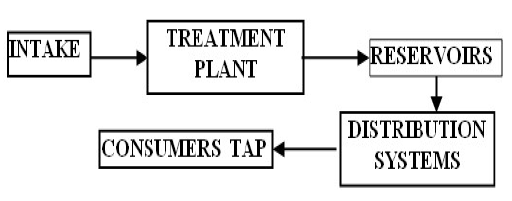 INTAKE
TREATMENT
PLANT
RESERVOIRS
DISTRIBUTION
SYSTEMS
CONSUMERS TAP